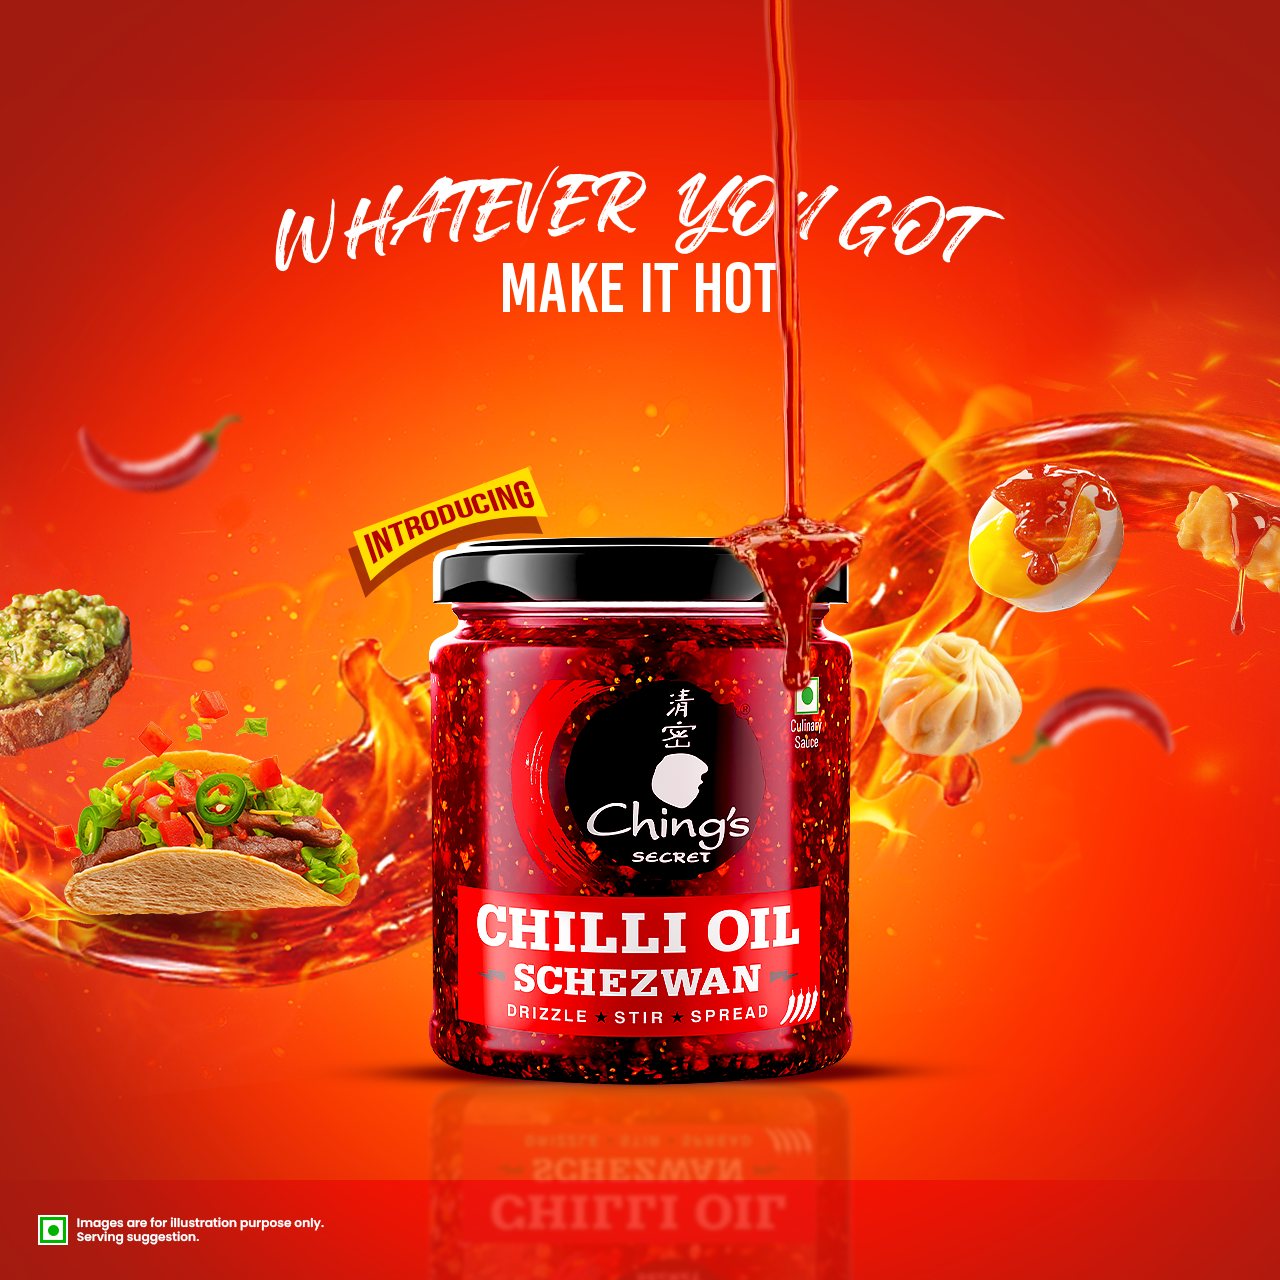 WHATEVER YOU GOT
MAKE IT HOT
INTRODUCING
清
密
Culinary
Sauce
Ching's
SECRET
CHILLI OIL
SCHEZWAN
DRIZZLE ★ STIR ★ SPREAD
Images are for illustration purpose only.
Serving suggestion.